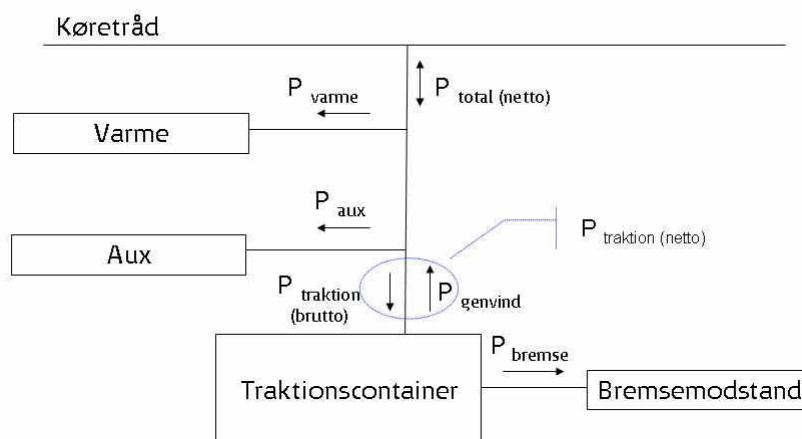 Køretråd
P varme
P total (netto)
Varme
P aux
P traktion (netto)
Aux
P traktion (brutto)
P genvind
P bremse
Traktionscontainer
Bremsemodstand